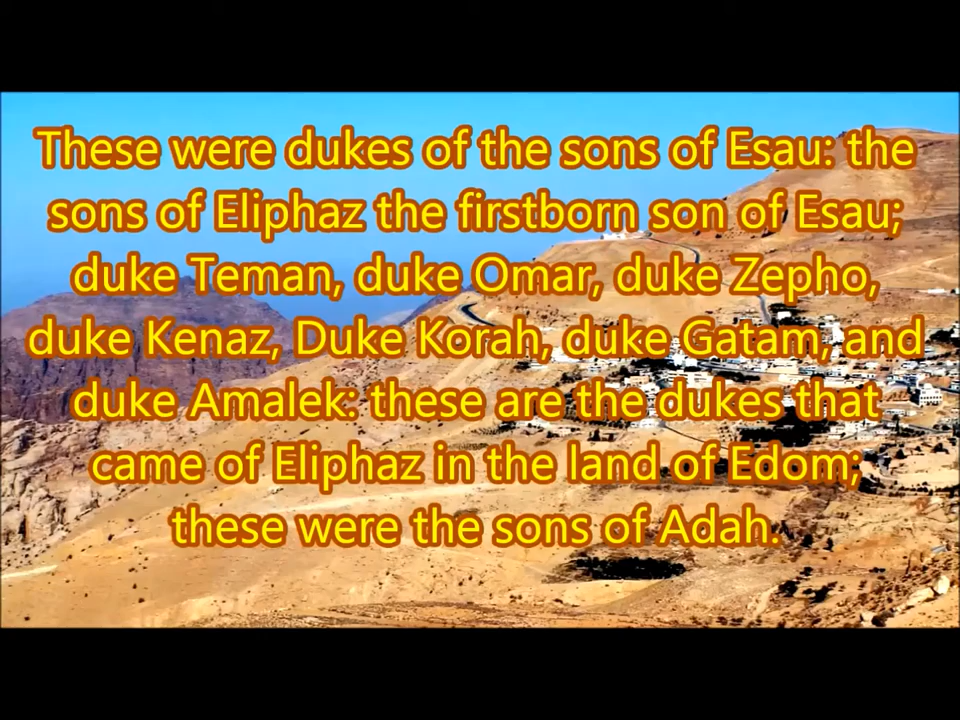 These were dukes of the sons of Esau: the
sons of Eliphaz the firstborn son of Esau;
duke Teman, duke Omar, duke Zepho,
duke Kenaz, Duke Korah, duke Gatam, and
duke Amalek: these are the dukes that
came of Eliphaz in the land of Edom;
these were the sons of Adah.